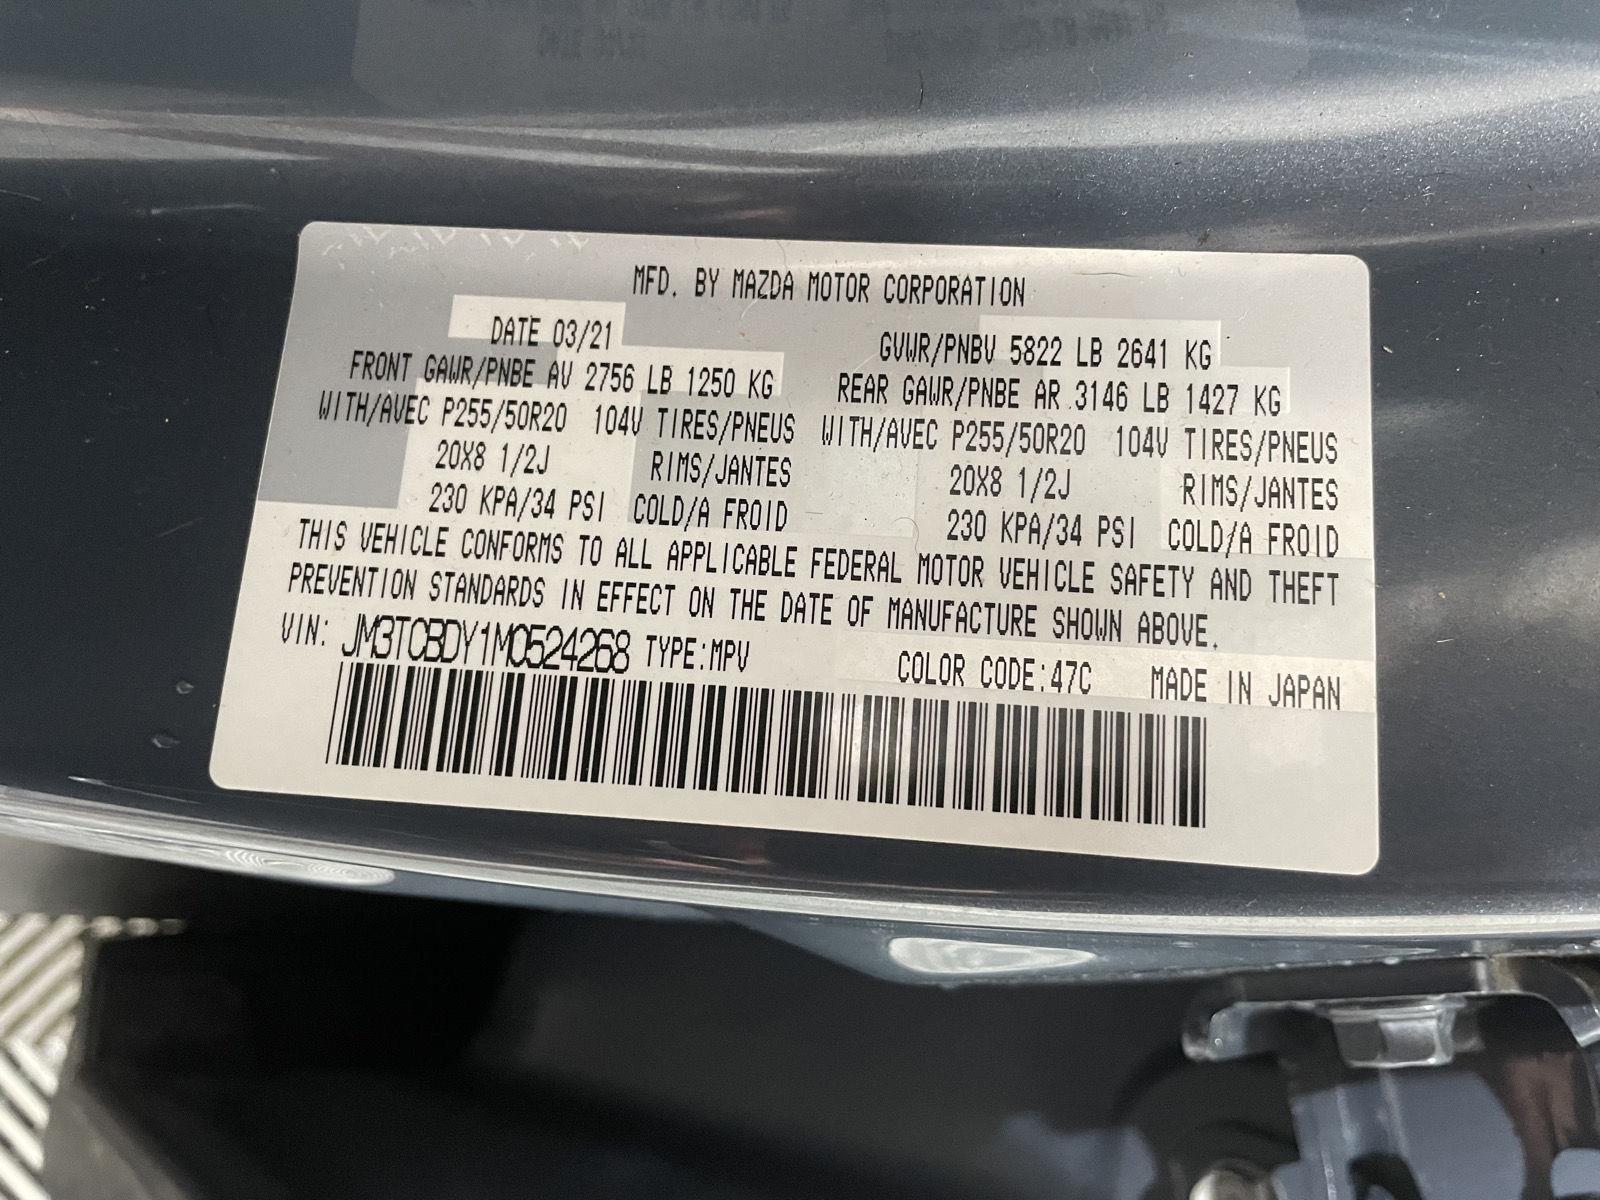 MFD. BY MAZDA MOTOR CORPORATION
DATE 03/21 GVWR/PNBV 5822 LB 2641 KG
FRONT GAWR/PNBE AV 2756 LB 1250 KG REAR GAWR/PNBE AR 3146 LB 1427 KG
WITH/AVEC P255/50R20 104V TIRES/PNEUS WITH/AVEC P255/50R20 104V TIRES/PNEUS
20X8 1/2J RIMS/JANTES 20X8 1/2J RIMS/JANTES
230 KPA/34 PSI COLD/A FROID 230 KPA/34 PSI COLD/A FROID
THIS VEHICLE CONFORMS TO ALL APPLICABLE FEDERAL MOTOR VEHICLE SAFETY AND THEFT
PREVENTION STANDARDS IN EFFECT ON THE DATE OF MANUFACTURE SHOWN ABOVE.
VIN: JM3TCBDY1M0524268 TYPE:MPV COLOR CODE:47C MADE IN JAPAN